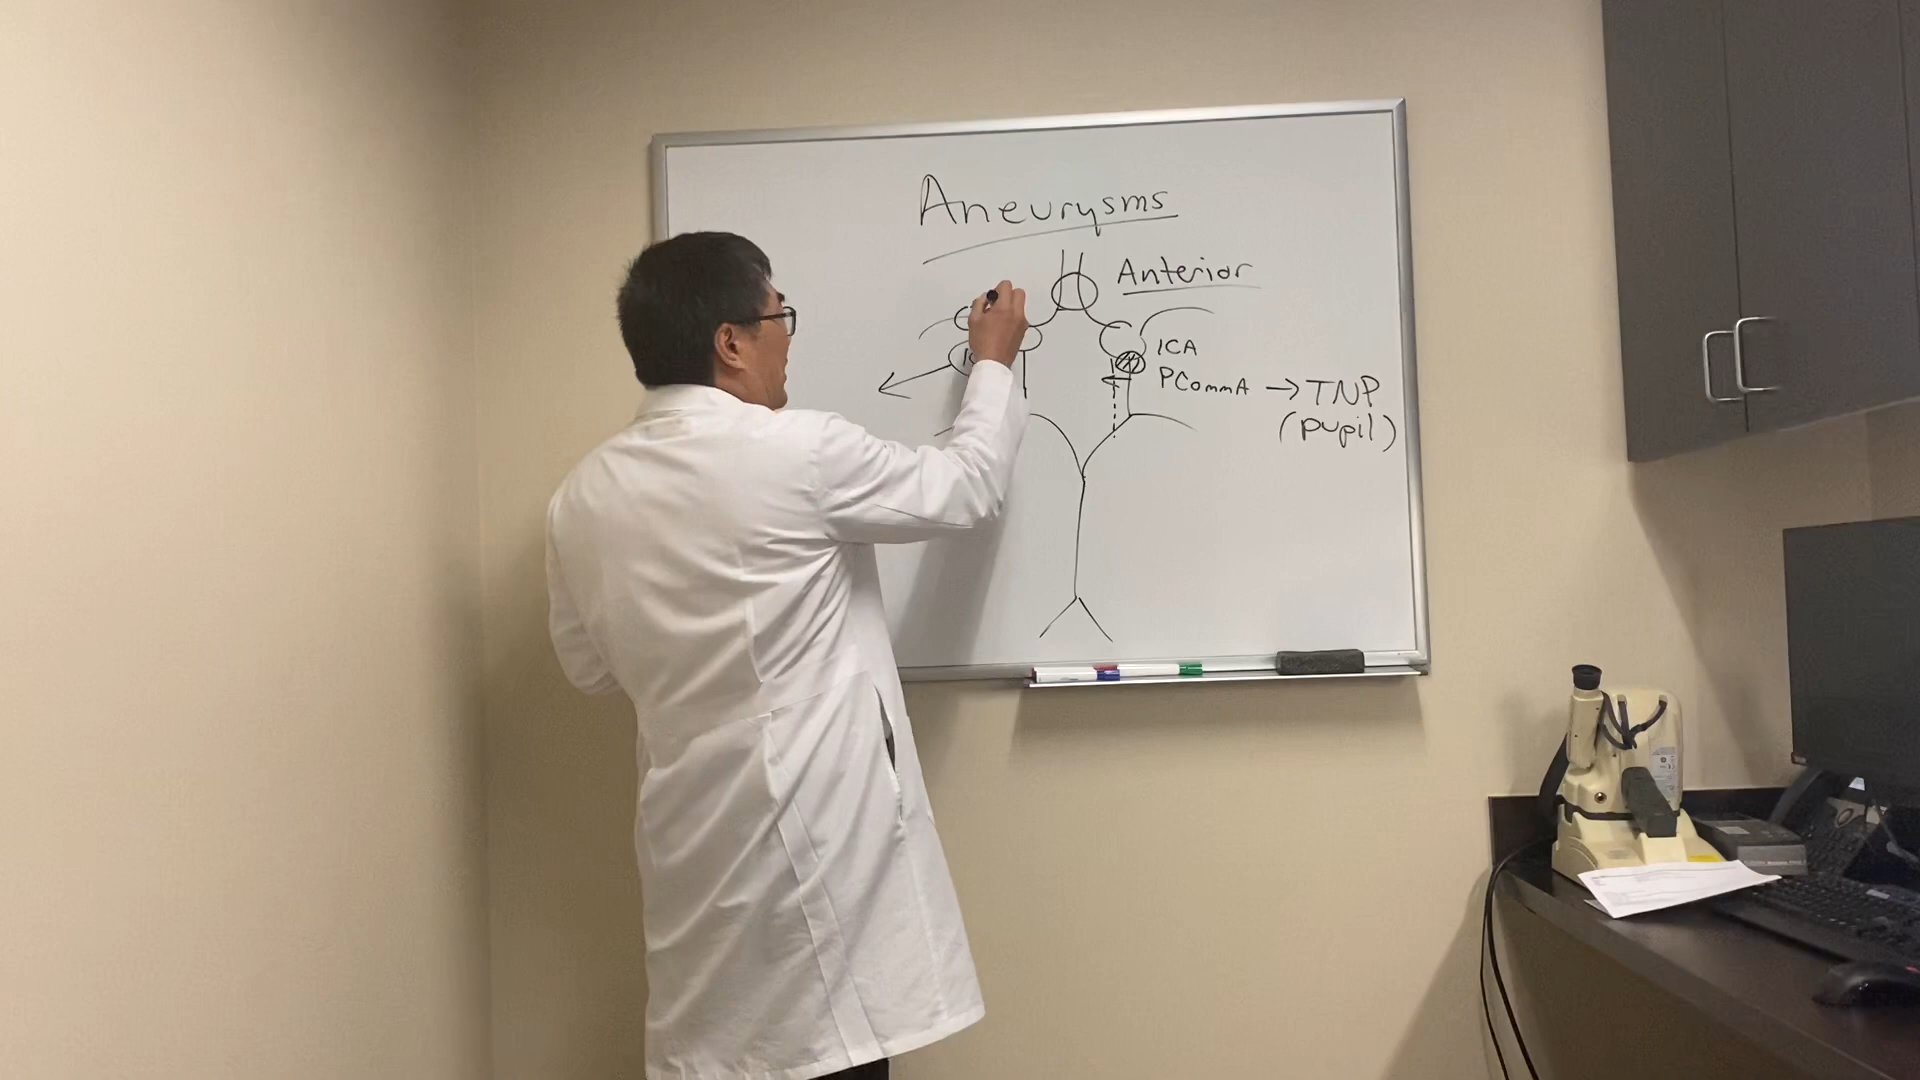 Aneurysms
Anterior
ICA
PCommA → TNP
(pupil)